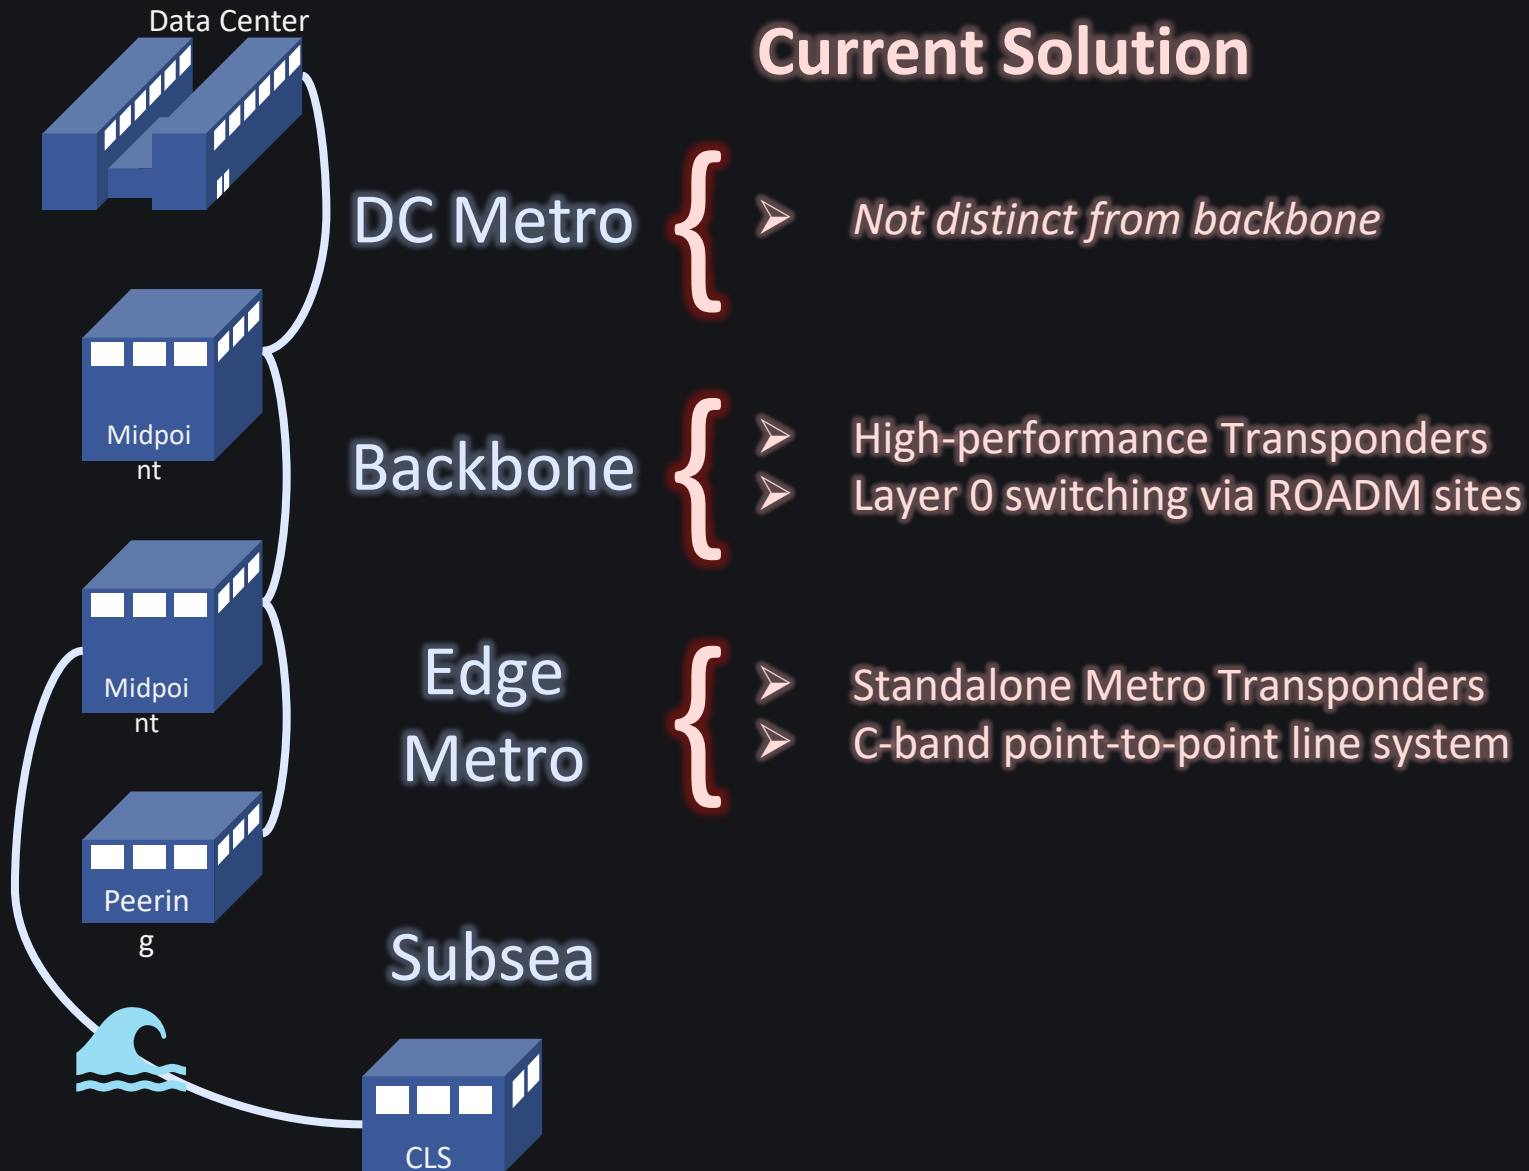 Data Center
Current Solution
DC Metro
➢ Not distinct from backbone
Midpoi
nt
Backbone
➢ High-performance Transponders
➢ Layer 0 switching via ROADM sites
Midpoi
nt
Edge
Metro
➢ Standalone Metro Transponders
➢ C-band point-to-point line system
Peerin
g
Subsea
CLS